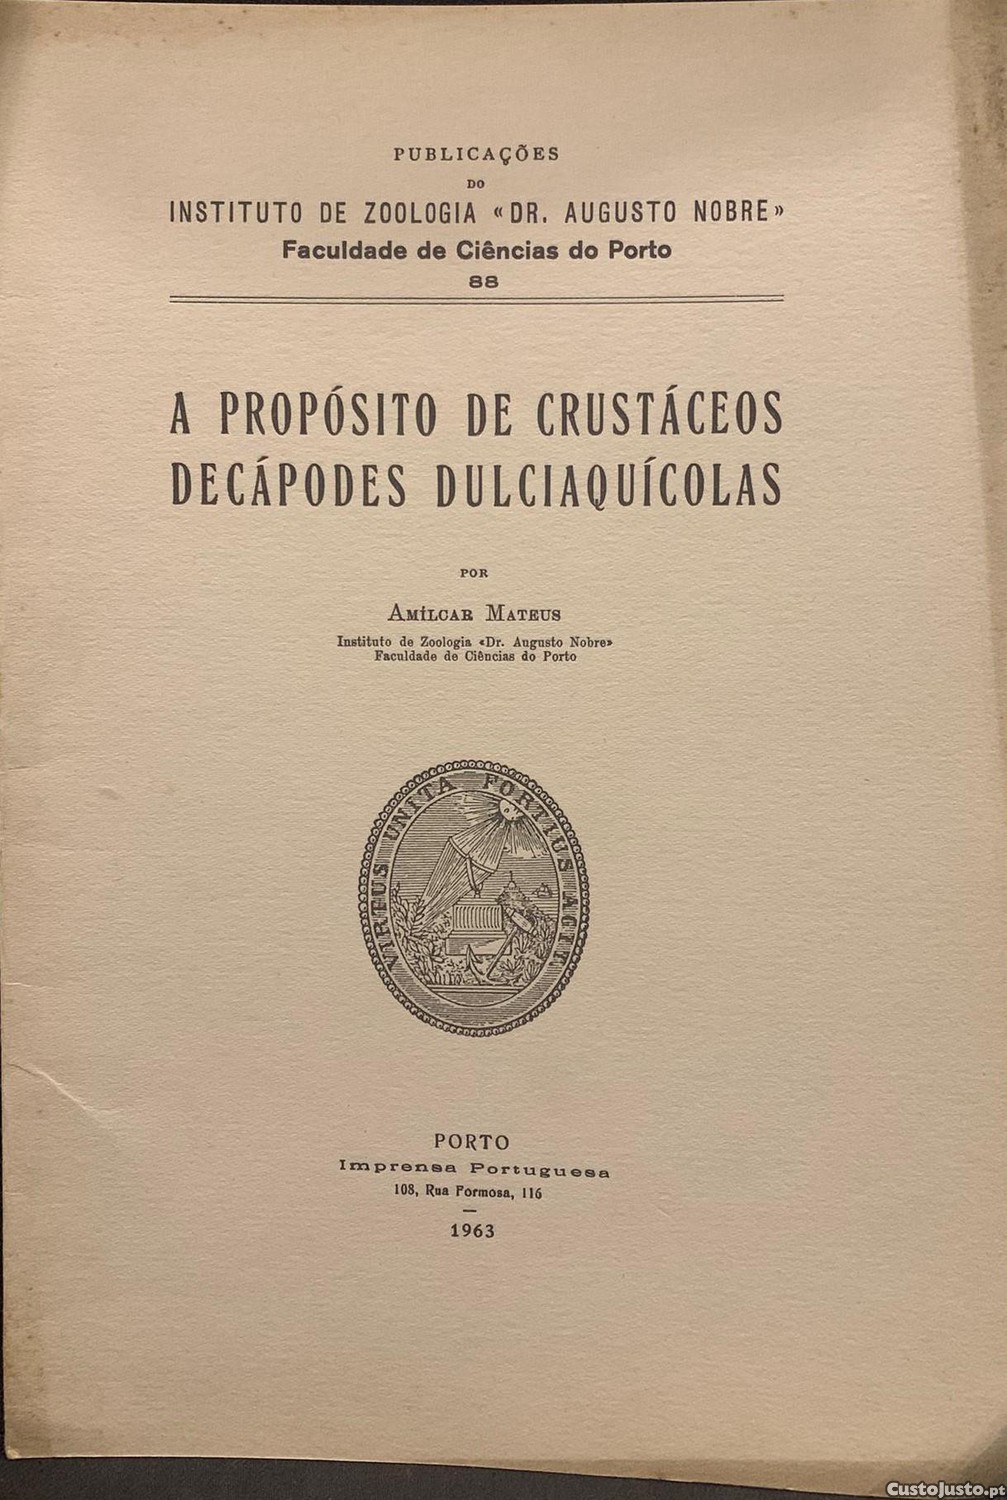 PUBLICAÇÕES
DO
INSTITUTO DE ZOOLOGIA «DR. AUGUSTO NOBRE»
Faculdade de Ciências do Porto
88
A PROPÓSITO DE CRUSTÁCEOS
DECÁPODES DULCIAQUÍCOLAS
POR
AMÍLCAR MATEUS
Instituto de Zoologia «Dr. Augusto Nobre»
Faculdade de Ciências do Porto
VIRTUS UNITA FORTIUS AGIT
PORTO
Imprensa Portuguesa
108, Rua Formosa, 116
1963
CustoJusto.pt